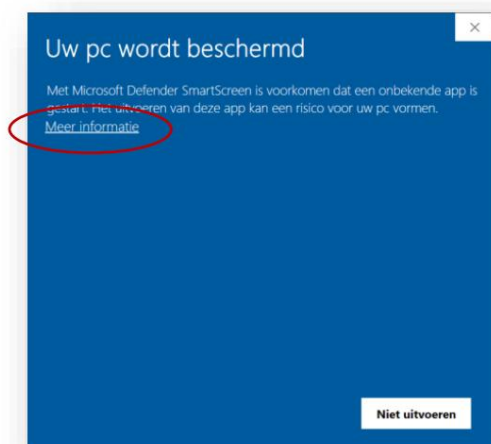 Uw pc wordt beschermd
Met Microsoft Defender SmartScreen is voorkomen dat een onbekende app is
gestart. Het uitvoeren van deze app kan een risico voor uw pc vormen.
Meer informatie
Niet uitvoeren